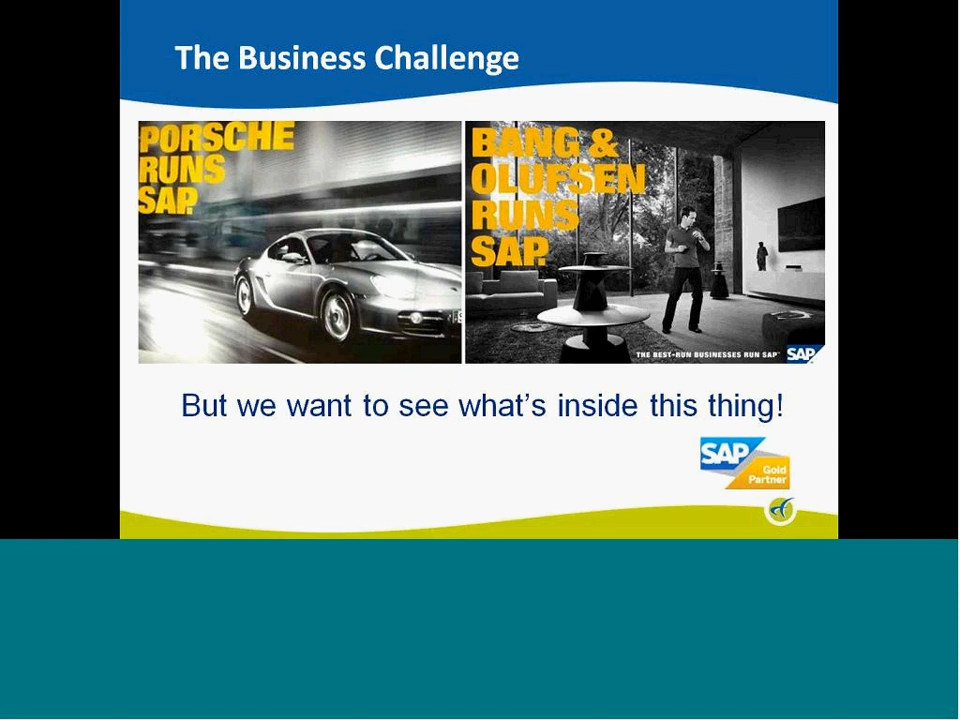 The Business Challenge
PORSCHE
RUNS
SAP.
BANG &
OLUFSEN
RUNS
SAP.
THE BEST-RUN BUSINESSES RUN SAP™
SAP
But we want to see what's inside this thing!
SAP
Gold
Partner